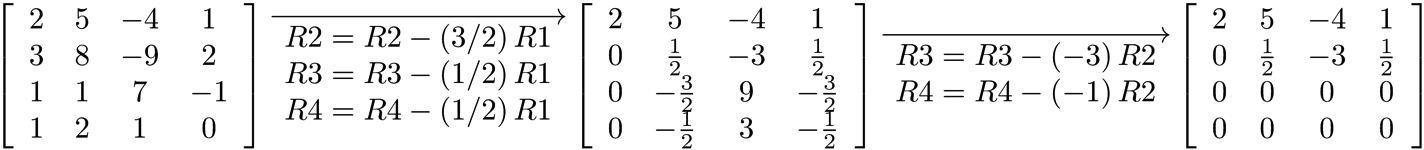 [ 2 5 −4 1 ; 3 8 −9 2 ; 1 1 7 −1 ; 1 2 1 0 ]
R2 = R2 − (3/2) R1
R3 = R3 − (1/2) R1
R4 = R4 − (1/2) R1
[ 2 5 −4 1 ; 0 1/2 −3 1/2 ; 0 −3/2 9 −3/2 ; 0 −1/2 3 −1/2 ]
R3 = R3 − (−3) R2
R4 = R4 − (−1) R2
[ 2 5 −4 1 ; 0 1/2 −3 1/2 ; 0 0 0 0 ; 0 0 0 0 ]